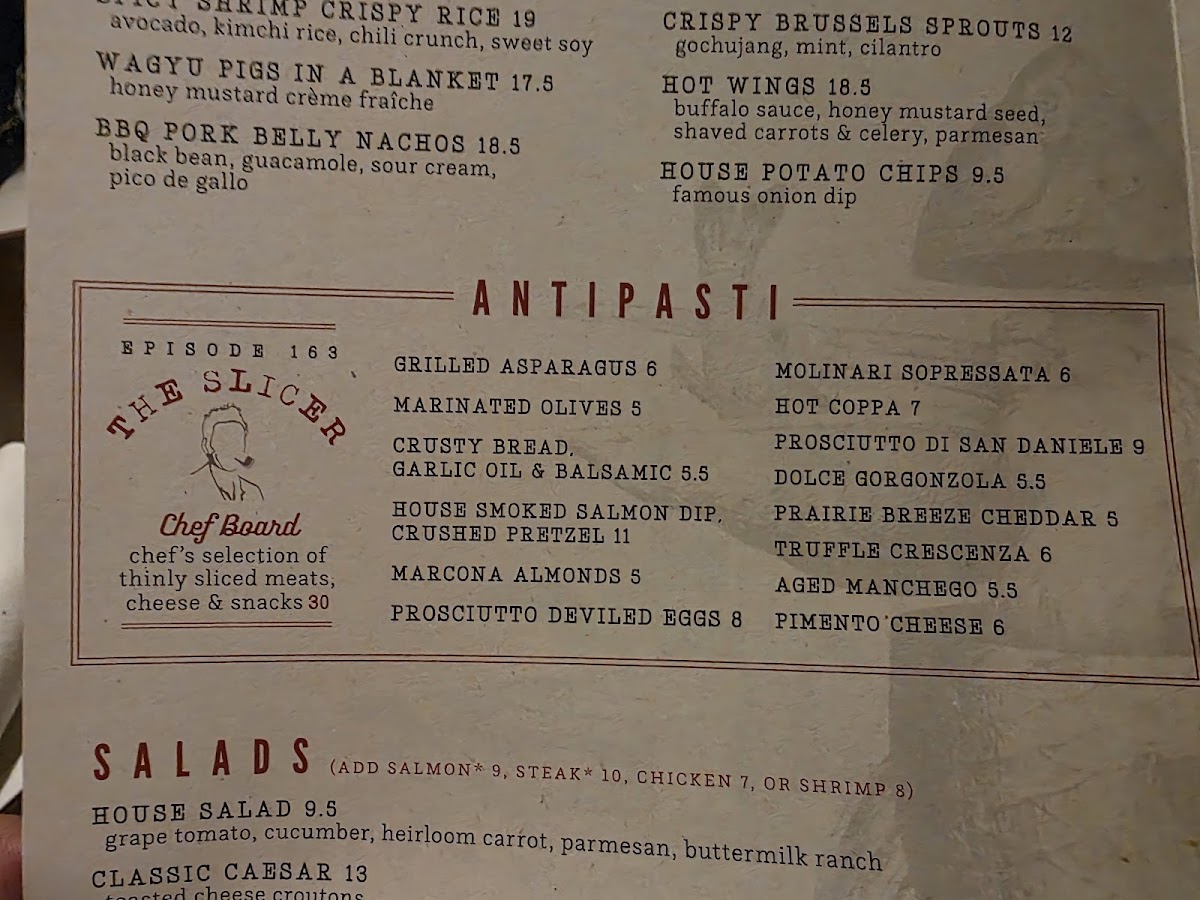 SPICY SHRIMP CRISPY RICE 19
avocado, kimchi rice, chili crunch, sweet soy
WAGYU PIGS IN A BLANKET 17.5
honey mustard crème fraîche
BBQ PORK BELLY NACHOS 18.5
black bean, guacamole, sour cream,
pico de gallo
CRISPY BRUSSELS SPROUTS 12
gochujang, mint, cilantro
HOT WINGS 18.5
buffalo sauce, honey mustard seed,
shaved carrots & celery, parmesan
HOUSE POTATO CHIPS 9.5
famous onion dip
ANTIPASTI
EPISODE 163
THE SLICER
Chef Board
chef's selection of
thinly sliced meats,
cheese & snacks 30
GRILLED ASPARAGUS 6
MARINATED OLIVES 5
CRUSTY BREAD,
GARLIC OIL & BALSAMIC 5.5
HOUSE SMOKED SALMON DIP,
CRUSHED PRETZEL 11
MARCONA ALMONDS 5
PROSCIUTTO DEVILED EGGS 8
MOLINARI SOPRESSATA 6
HOT COPPA 7
PROSCIUTTO DI SAN DANIELE 9
DOLCE GORGONZOLA 5.5
PRAIRIE BREEZE CHEDDAR 5
TRUFFLE CRESCENZA 6
AGED MANCHEGO 5.5
PIMENTO CHEESE 6
SALADS (ADD SALMON* 9, STEAK* 10, CHICKEN 7, OR SHRIMP 8)
HOUSE SALAD 9.5
grape tomato, cucumber, heirloom carrot, parmesan, buttermilk ranch
CLASSIC CAESAR 13
toasted cheese croutons